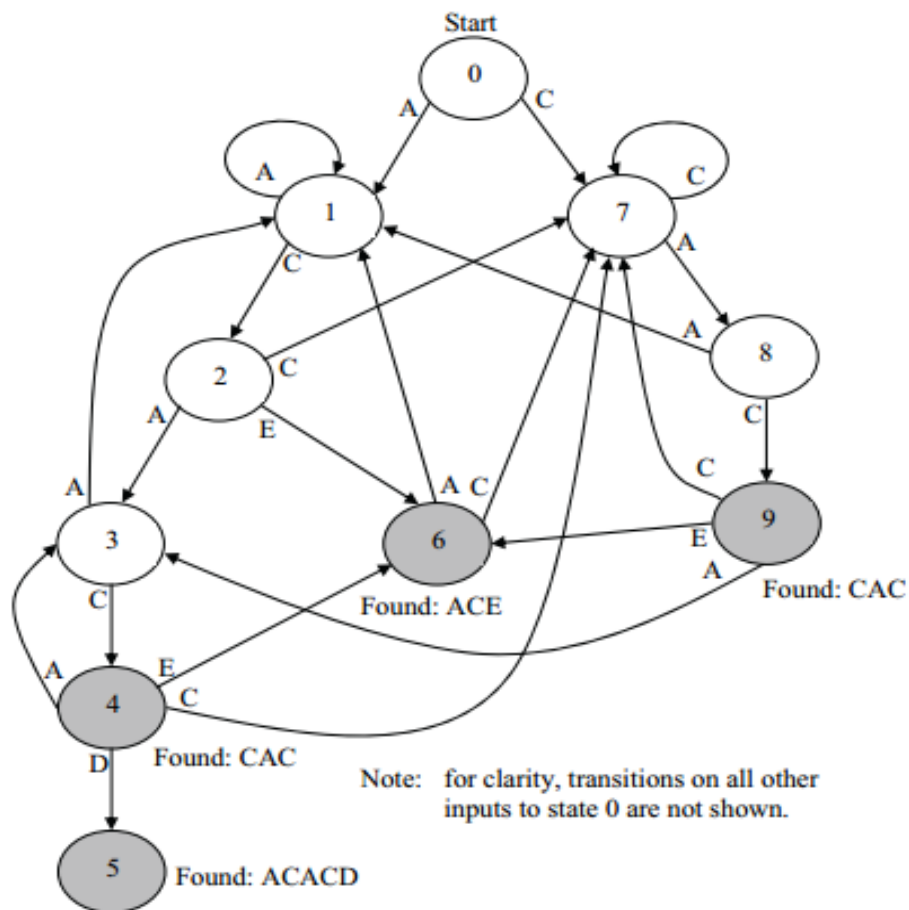 Start
0
A C
A C
1 7
C A
A 8
2 C C
A E
C
A A C 9
3 6 E
C Found: ACE A Found: CAC
A E
4 C
D Found: CAC
Note: for clarity, transitions on all other
inputs to state 0 are not shown.
5 Found: ACACD